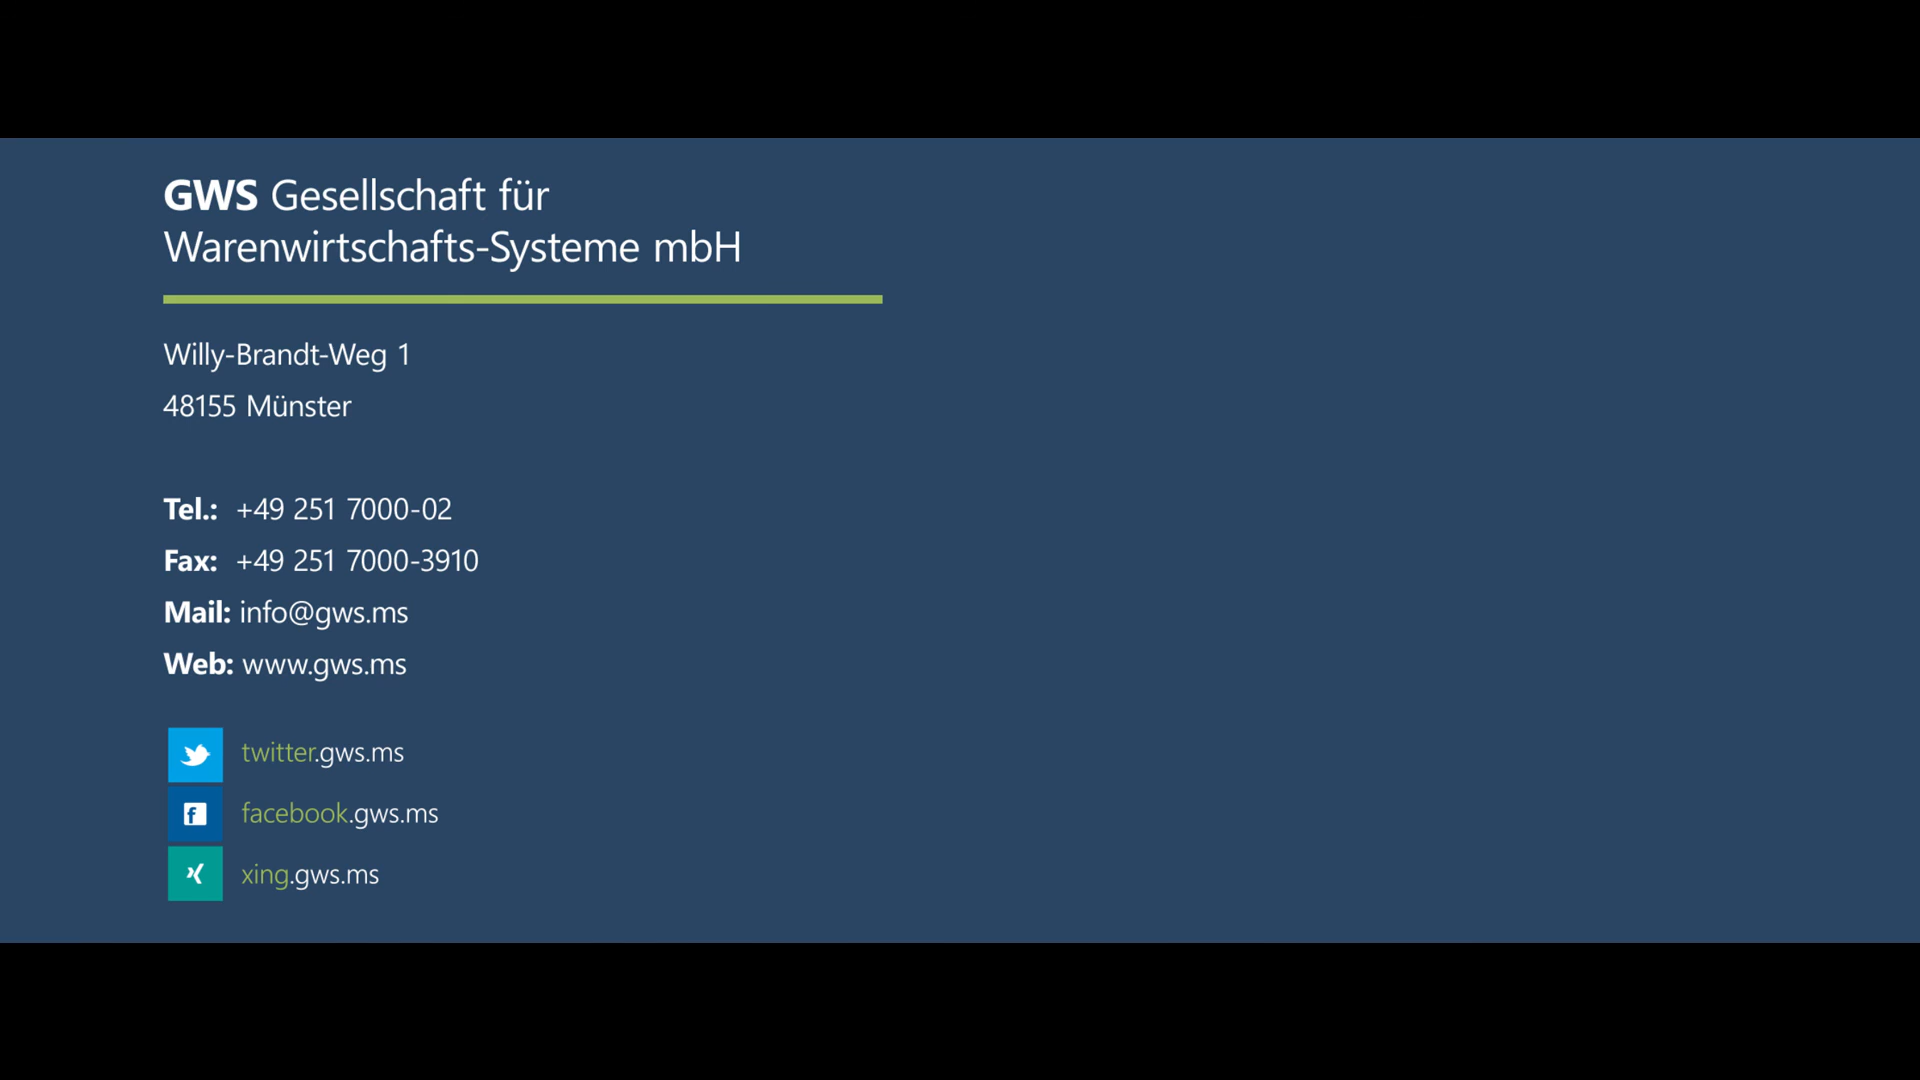 GWS Gesellschaft für
Warenwirtschafts-Systeme mbH
Willy-Brandt-Weg 1
48155 Münster
Tel.: +49 251 7000-02
Fax: +49 251 7000-3910
Mail: info@gws.ms
Web: www.gws.ms
twitter.gws.ms
facebook.gws.ms
xing.gws.ms